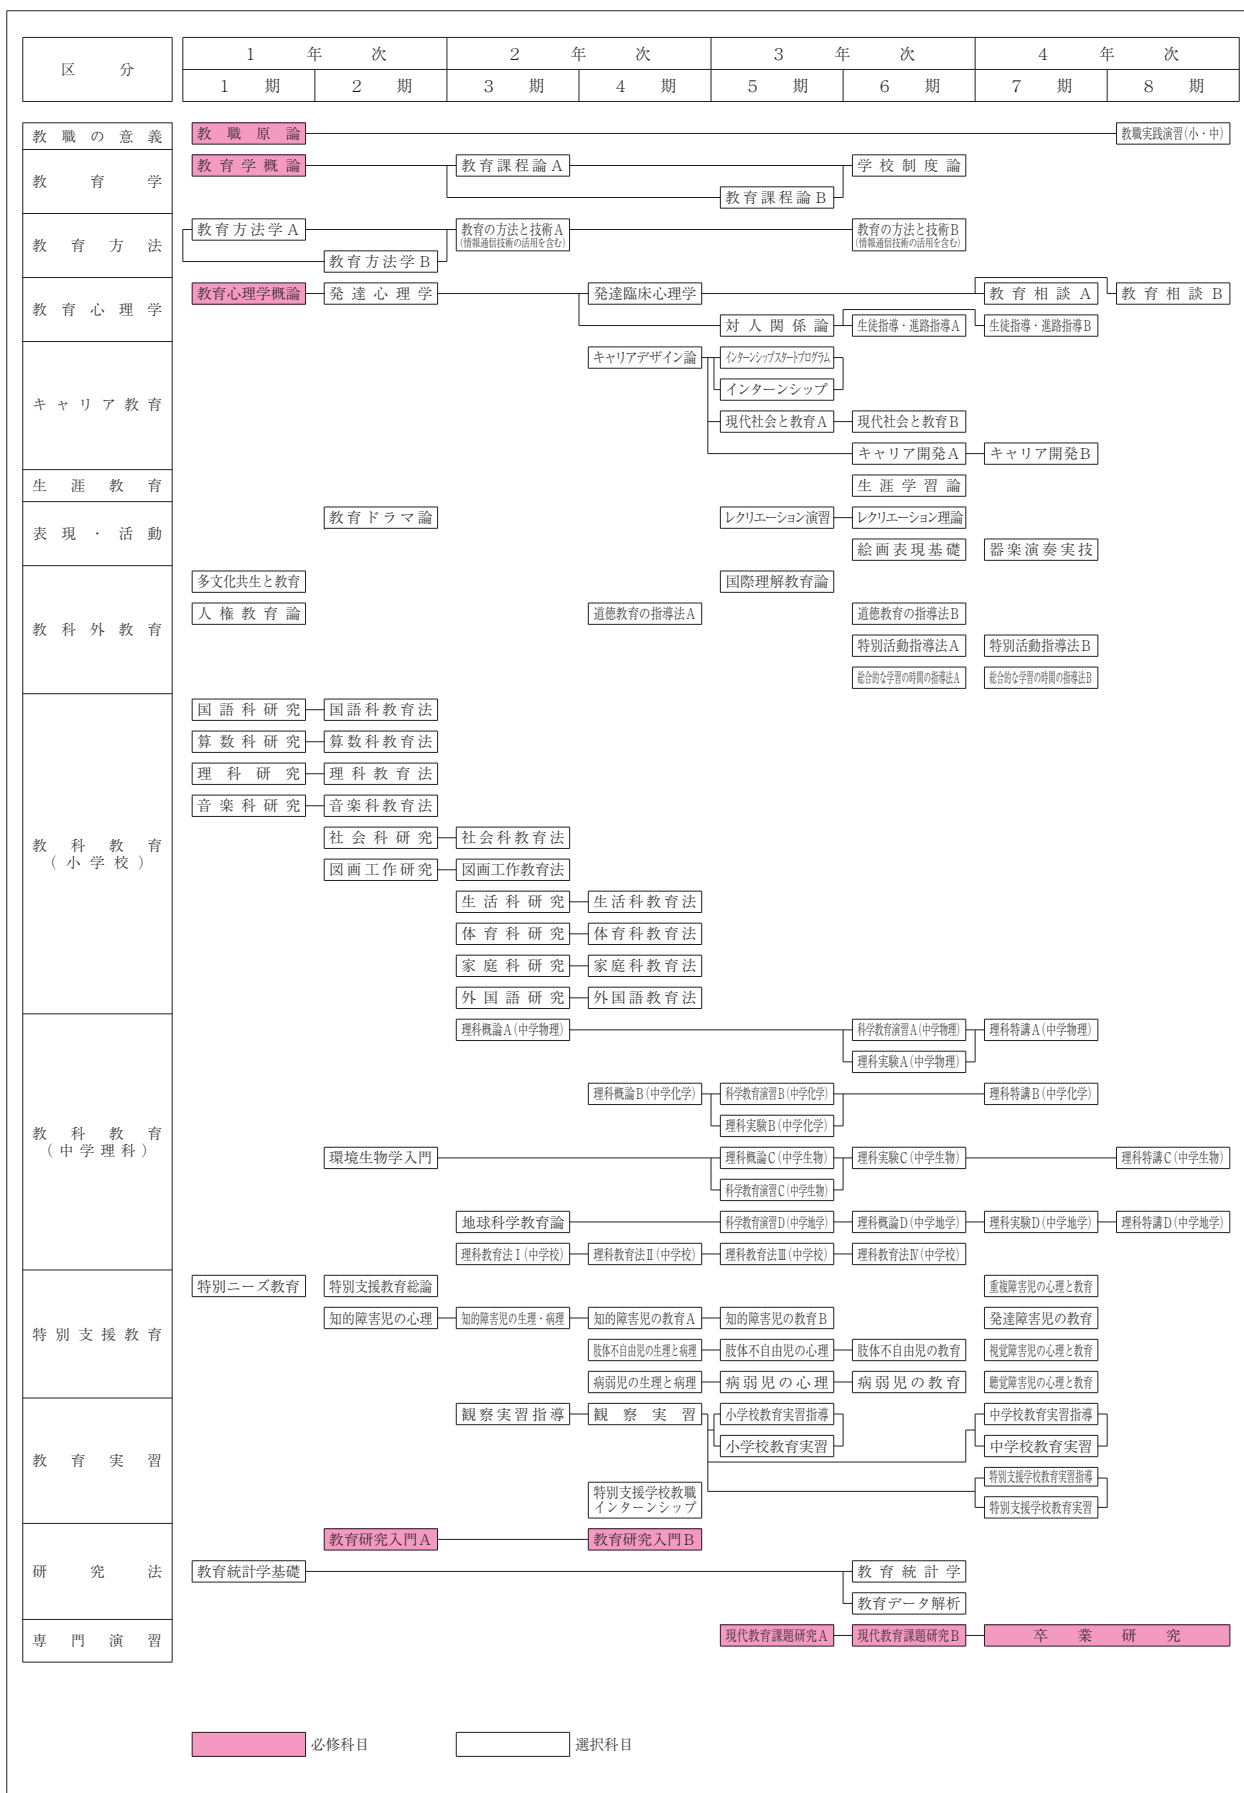 区分
1年次 2年次 3年次 4年次
1期 2期 3期 4期 5期 6期 7期 8期
教職の意義 教職原論 教職実践演習(小・中)
教育学 教育学概論 教育課程論A 学校制度論
教育課程論B
教育方法 教育方法学A 教育の方法と技術A 教育の方法と技術B
(情報通信技術の活用を含む) (情報通信技術の活用を含む)
教育方法学B
教育心理学 教育心理学概論 発達心理学 発達臨床心理学 教育相談A 教育相談B
対人関係論 生徒指導・進路指導A 生徒指導・進路指導B
キャリア教育 キャリアデザイン論 インターンシップスタートプログラム
インターンシップ
現代社会と教育A 現代社会と教育B
キャリア開発A キャリア開発B
生涯教育 生涯学習論
表現・活動 教育ドラマ論 レクリエーション演習 レクリエーション理論
絵画表現基礎 器楽演奏実技
教科外教育 多文化共生と教育 国際理解教育論
人権教育論 道徳教育の指導法A 道徳教育の指導法B
特別活動指導法A 特別活動指導法B
総合的な学習の時間の指導法A 総合的な学習の時間の指導法B
教科教育
(小学校)
国語科研究 国語科教育法
算数科研究 算数科教育法
理科研究 理科教育法
音楽科研究 音楽科教育法
社会科研究 社会科教育法
図画工作研究 図画工作教育法
生活科研究 生活科教育法
体育科研究 体育科教育法
家庭科研究 家庭科教育法
外国語研究 外国語教育法
教科教育
(中学理科)
理科概論A(中学物理) 科学教育演習A(中学物理) 理科特講A(中学物理)
理科実験A(中学物理)
理科概論B(中学化学) 科学教育演習B(中学化学) 理科特講B(中学化学)
理科実験B(中学化学)
環境生物学入門 理科概論C(中学生物) 理科実験C(中学生物) 理科特講C(中学生物)
科学教育演習C(中学生物)
地球科学教育論 科学教育演習D(中学地学) 理科概論D(中学地学) 理科実験D(中学地学) 理科特講D(中学地学)
理科教育法Ⅰ(中学校) 理科教育法Ⅱ(中学校) 理科教育法Ⅲ(中学校) 理科教育法Ⅳ(中学校)
特別支援教育 特別ニーズ教育 特別支援教育総論 重複障害児の心理と教育
知的障害児の心理 知的障害児の生理・病理 知的障害児の教育A 知的障害児の教育B 発達障害児の教育
肢体不自由児の生理と病理 肢体不自由児の心理 肢体不自由児の教育 視覚障害児の心理と教育
病弱児の生理と病理 病弱児の心理 病弱児の教育 聴覚障害児の心理と教育
教育実習 観察実習指導 観察実習 小学校教育実習指導 中学校教育実習指導
小学校教育実習 中学校教育実習
特別支援学校教職
インターンシップ
特別支援学校教育実習指導
特別支援学校教育実習
研究法 教育研究入門A 教育研究入門B
教育統計学基礎 教育統計学
教育データ解析
専門演習 現代教育課題研究A 現代教育課題研究B 卒業研究
必修科目 選択科目